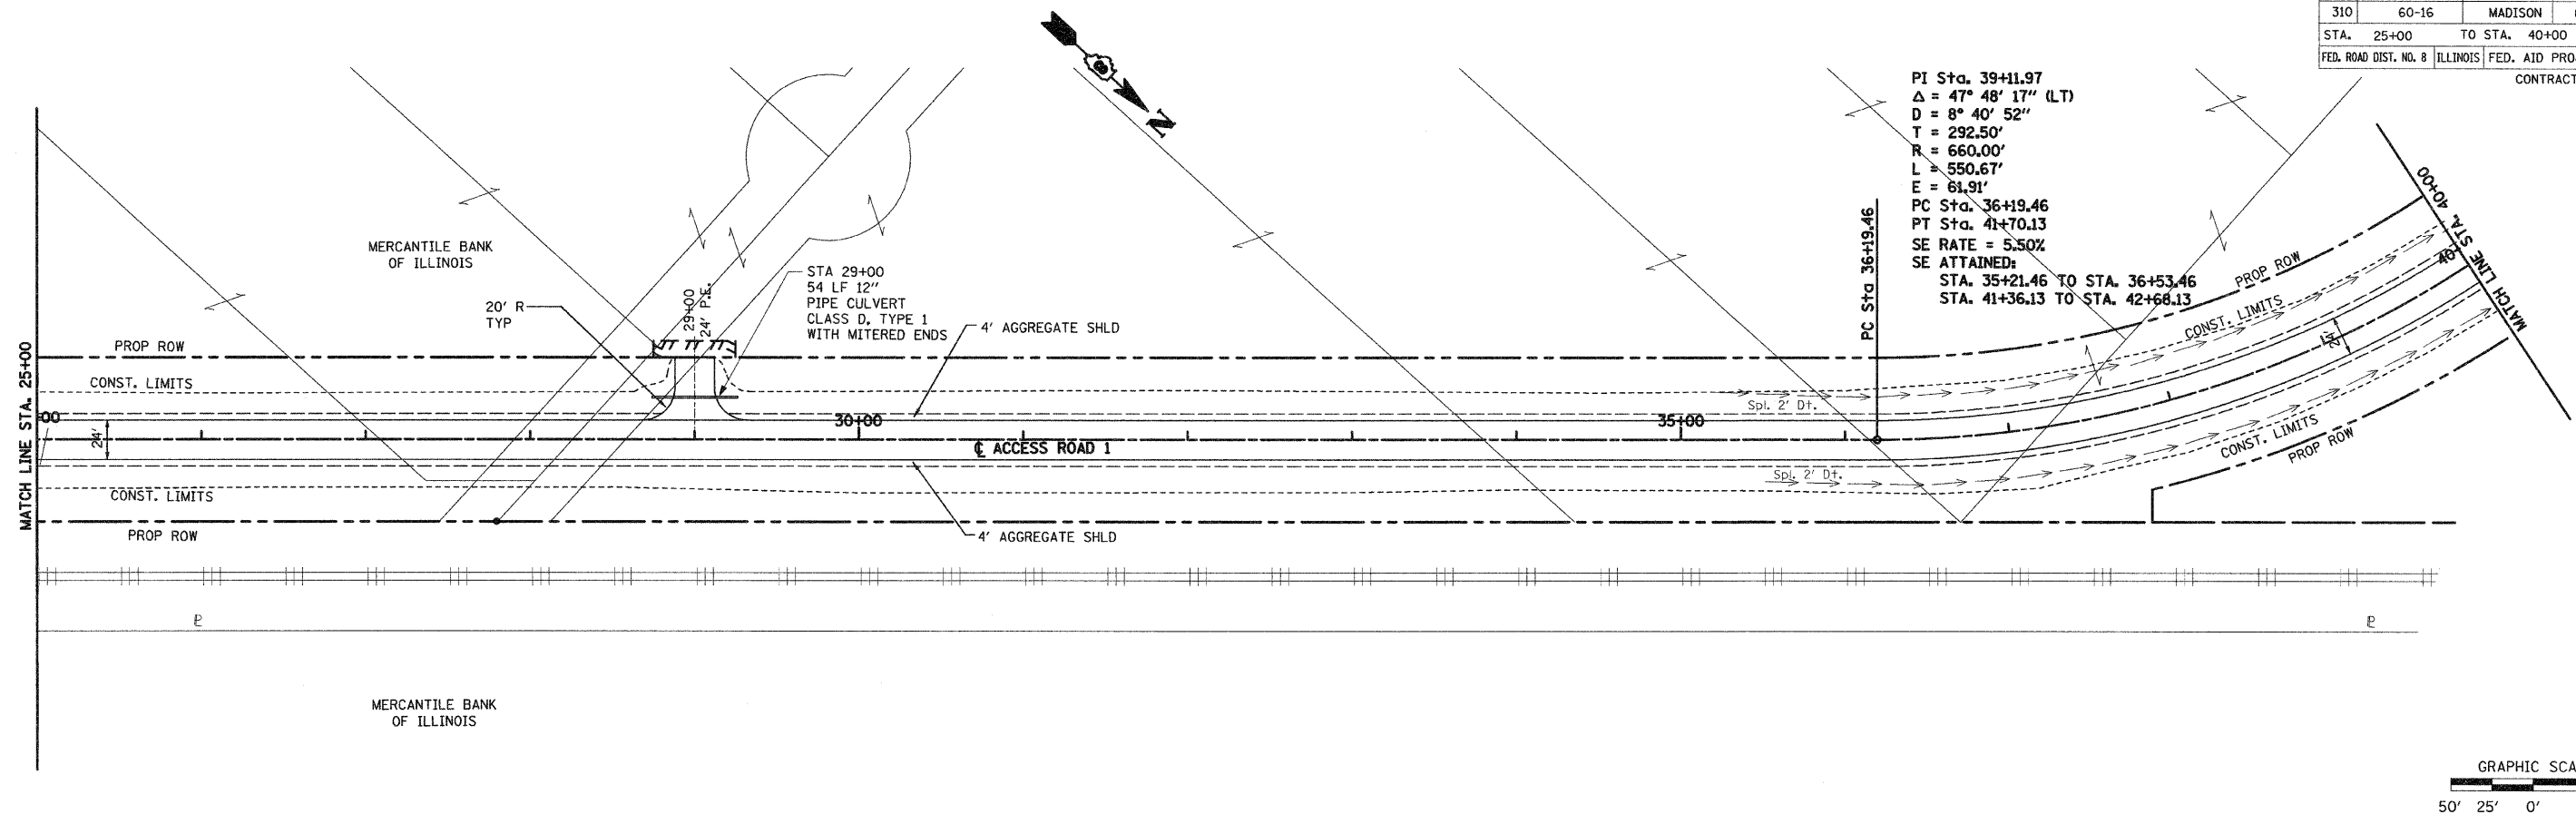 310 60-16 MADISON
STA. 25+00 TO STA. 40+00
FED. ROAD DIST. NO. 8 ILLINOIS FED. AID PRO
CONTRACT
N
PI Sta. 39+11.97
Δ = 47° 48' 17" (LT)
D = 8° 40' 52"
T = 292.50'
R = 660.00'
L = 550.67'
E = 61.91'
PC Sta. 36+19.46
PT Sta. 41+70.13
SE RATE = 5.50%
SE ATTAINED:
STA. 35+21.46 TO STA. 36+53.46
STA. 41+36.13 TO STA. 42+68.13
PC Sta 36+19.46
MATCH LINE STA. 40+00
40
PROP ROW
CONST. LIMITS
24'
CONST. LIMITS
PROP ROW
MERCANTILE BANK
OF ILLINOIS
20' R
TYP
29+00
24' P.E.
STA 29+00
54 LF 12"
PIPE CULVERT
CLASS D, TYPE 1
WITH MITERED ENDS
4' AGGREGATE SHLD
MATCH LINE STA. 25+00
PROP ROW
CONST. LIMITS
00
24'
30+00
35+00
Spl. 2' Dt.
℄ ACCESS ROAD 1
Spl. 2' Dt.
CONST. LIMITS
PROP ROW
4' AGGREGATE SHLD
⅊
⅊
MERCANTILE BANK
OF ILLINOIS
GRAPHIC SCA
50' 25' 0'